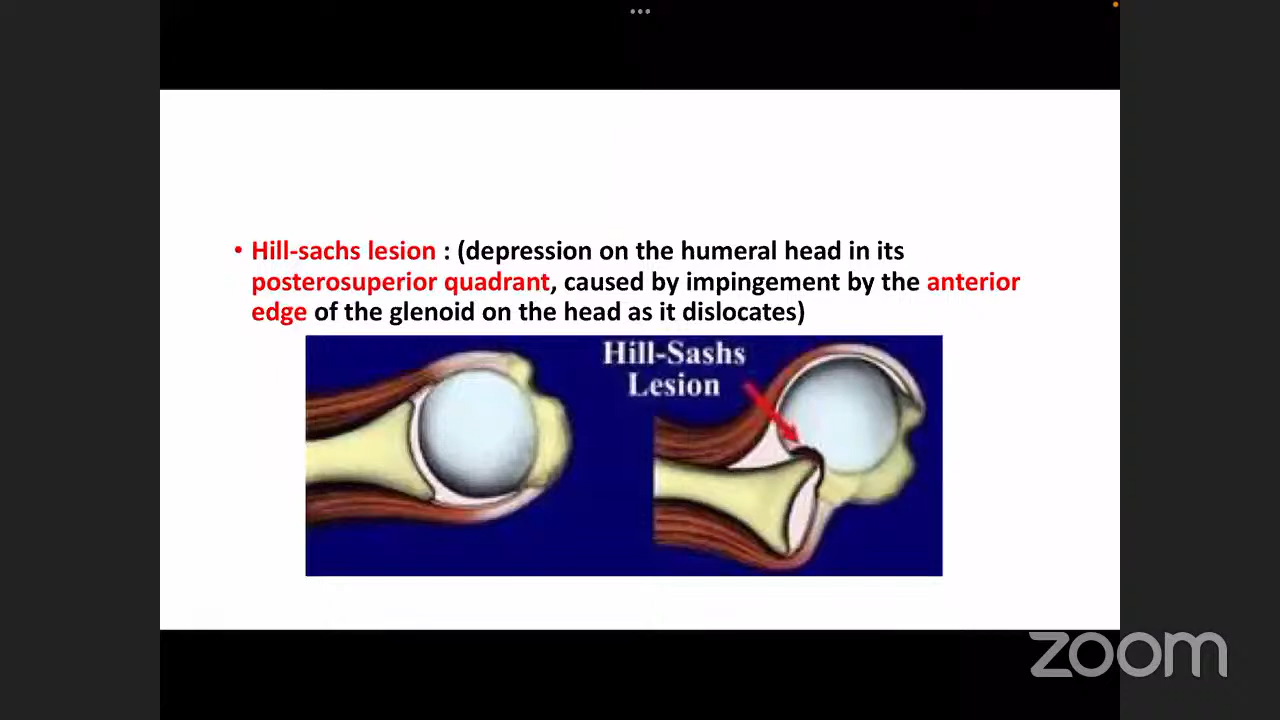 • Hill-sachs lesion : (depression on the humeral head in its
posterosuperior quadrant, caused by impingement by the anterior
edge of the glenoid on the head as it dislocates)
Hill-Sashs
Lesion
zoom